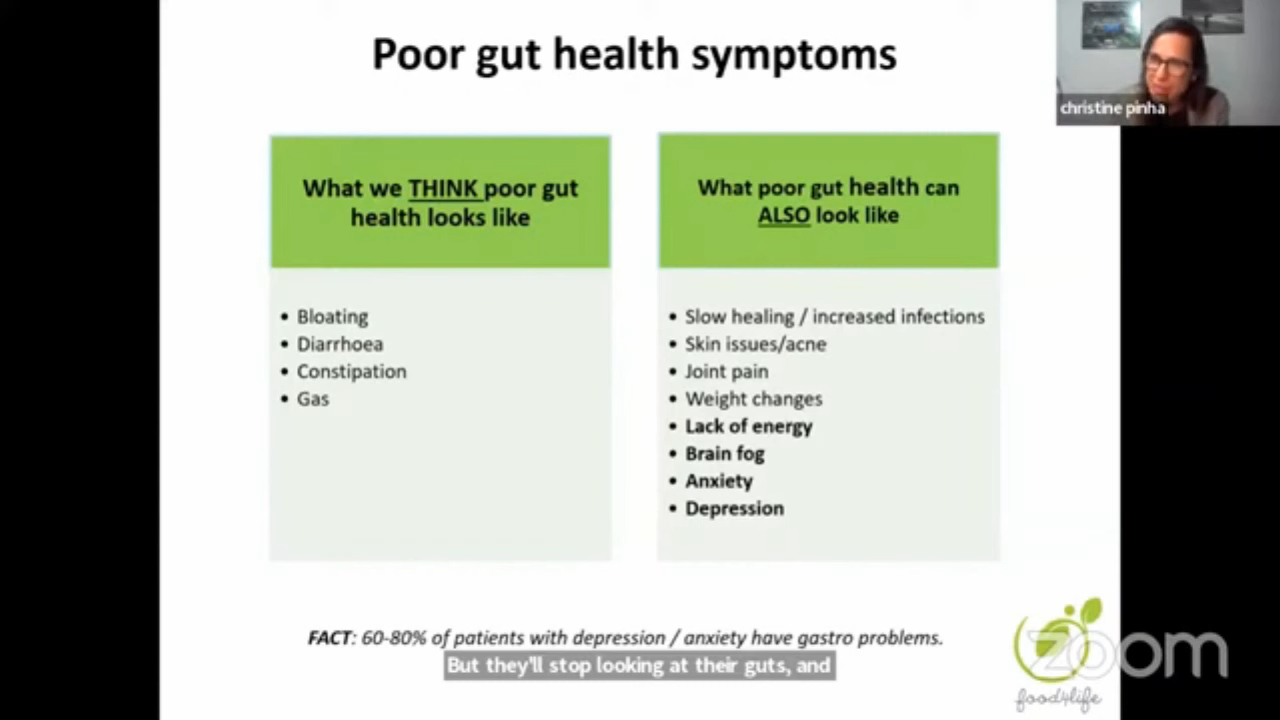 Poor gut health symptoms
christine pinha
What we THINK poor gut
health looks like
• Bloating
• Diarrhoea
• Constipation
• Gas
What poor gut health can
ALSO look like
• Slow healing / increased infections
• Skin issues/acne
• Joint pain
• Weight changes
• Lack of energy
• Brain fog
• Anxiety
• Depression
FACT: 60-80% of patients with depression / anxiety have gastro problems.
But they'll stop looking at their guts, and
zoom
food4life